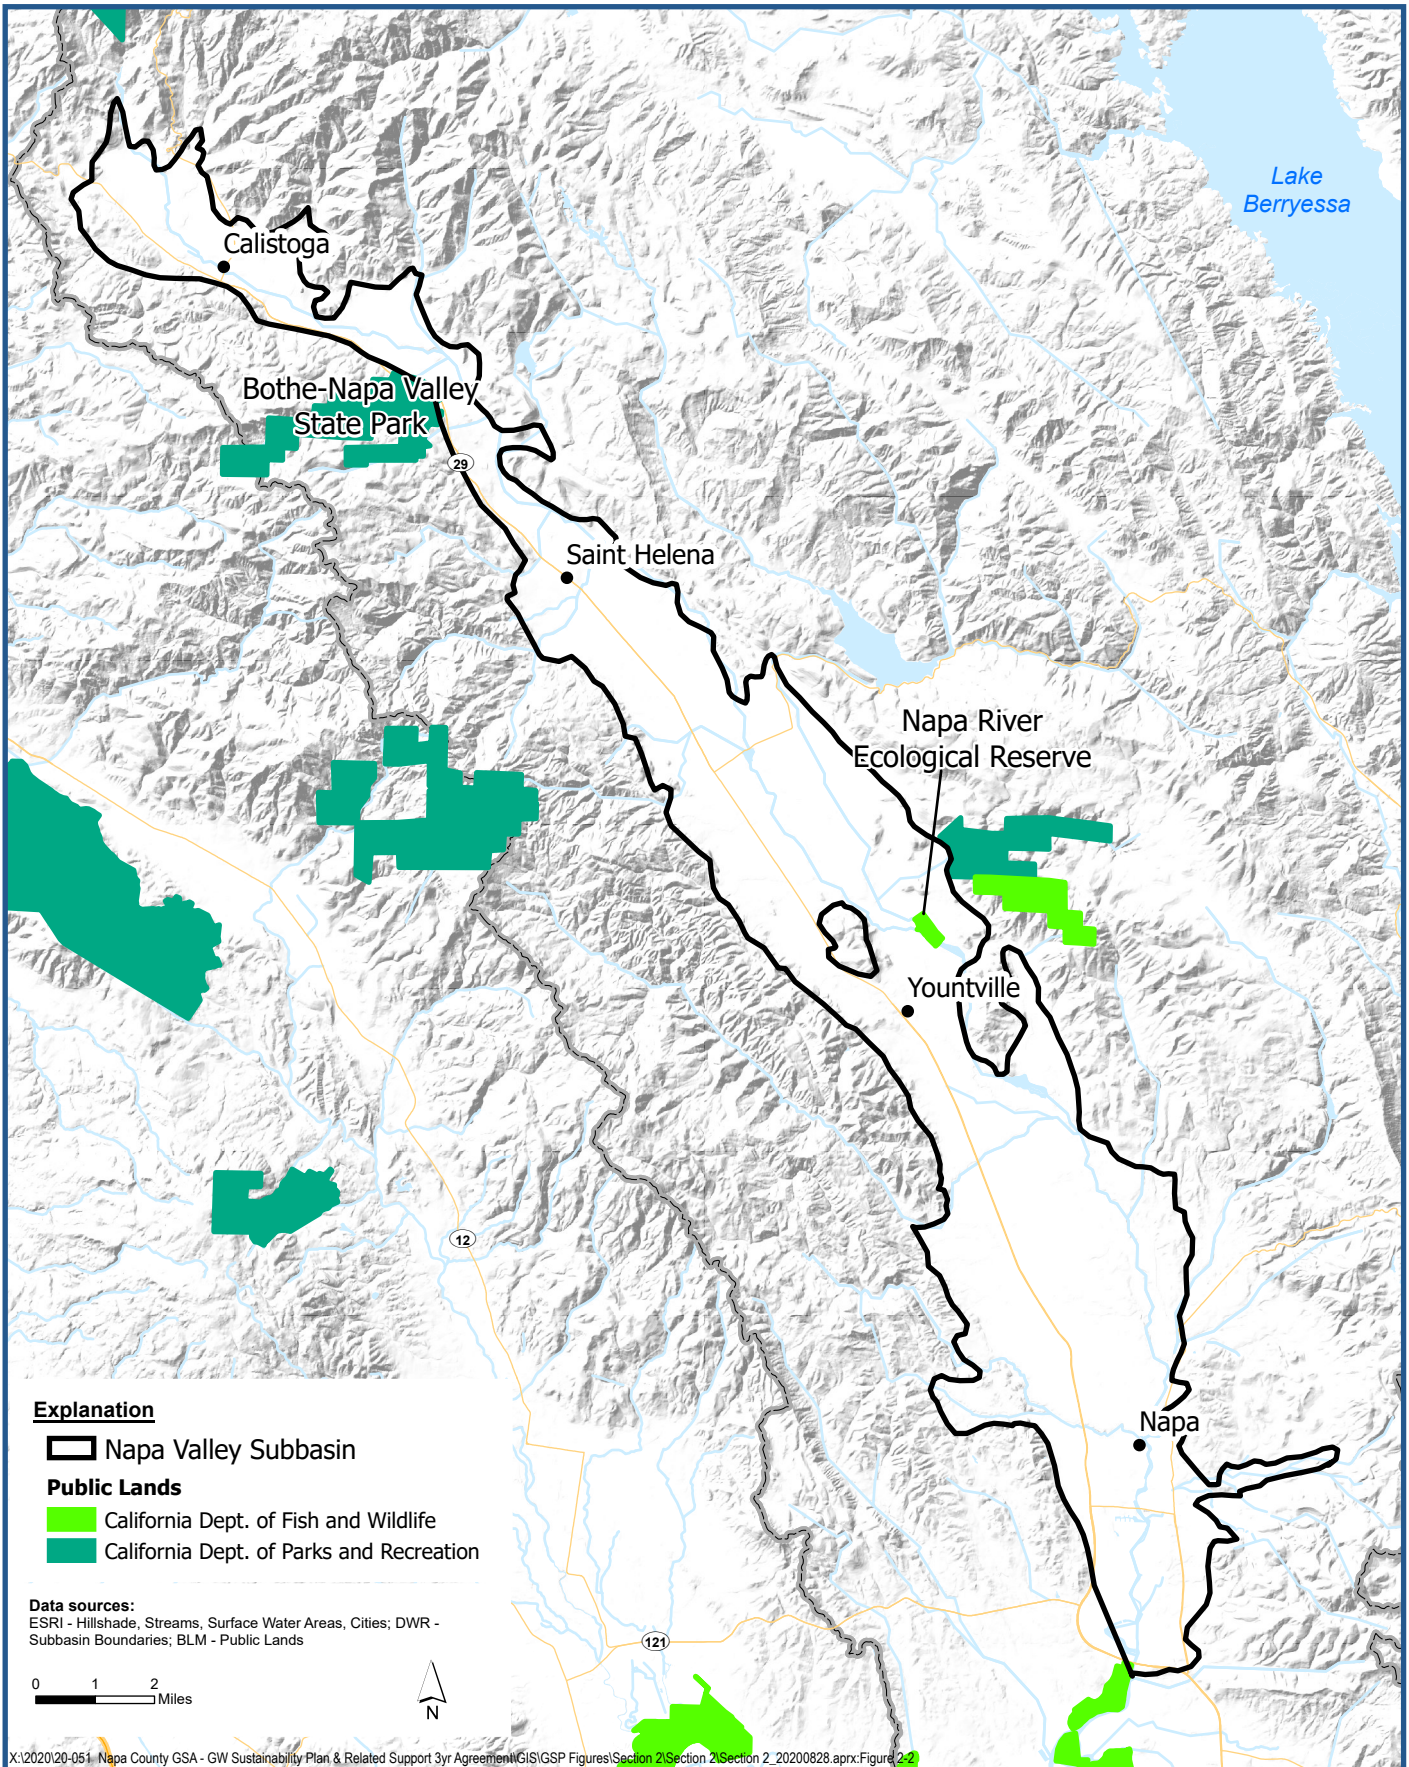 Lake
Berryessa
Calistoga
Bothe-Napa Valley
State Park
29
Saint Helena
Napa River
Ecological Reserve
Yountville
12
Napa
121
Explanation
Napa Valley Subbasin
Public Lands
California Dept. of Fish and Wildlife
California Dept. of Parks and Recreation
Data sources:
ESRI - Hillshade, Streams, Surface Water Areas, Cities; DWR -
Subbasin Boundaries; BLM - Public Lands
0 1 2
Miles
N
X:\2020\20-051 Napa County GSA - GW Sustainability Plan & Related Support 3yr Agreement\GIS\GSP Figures\Section 2\Section 2\Section 2_20200828.aprx:Figure 2-2